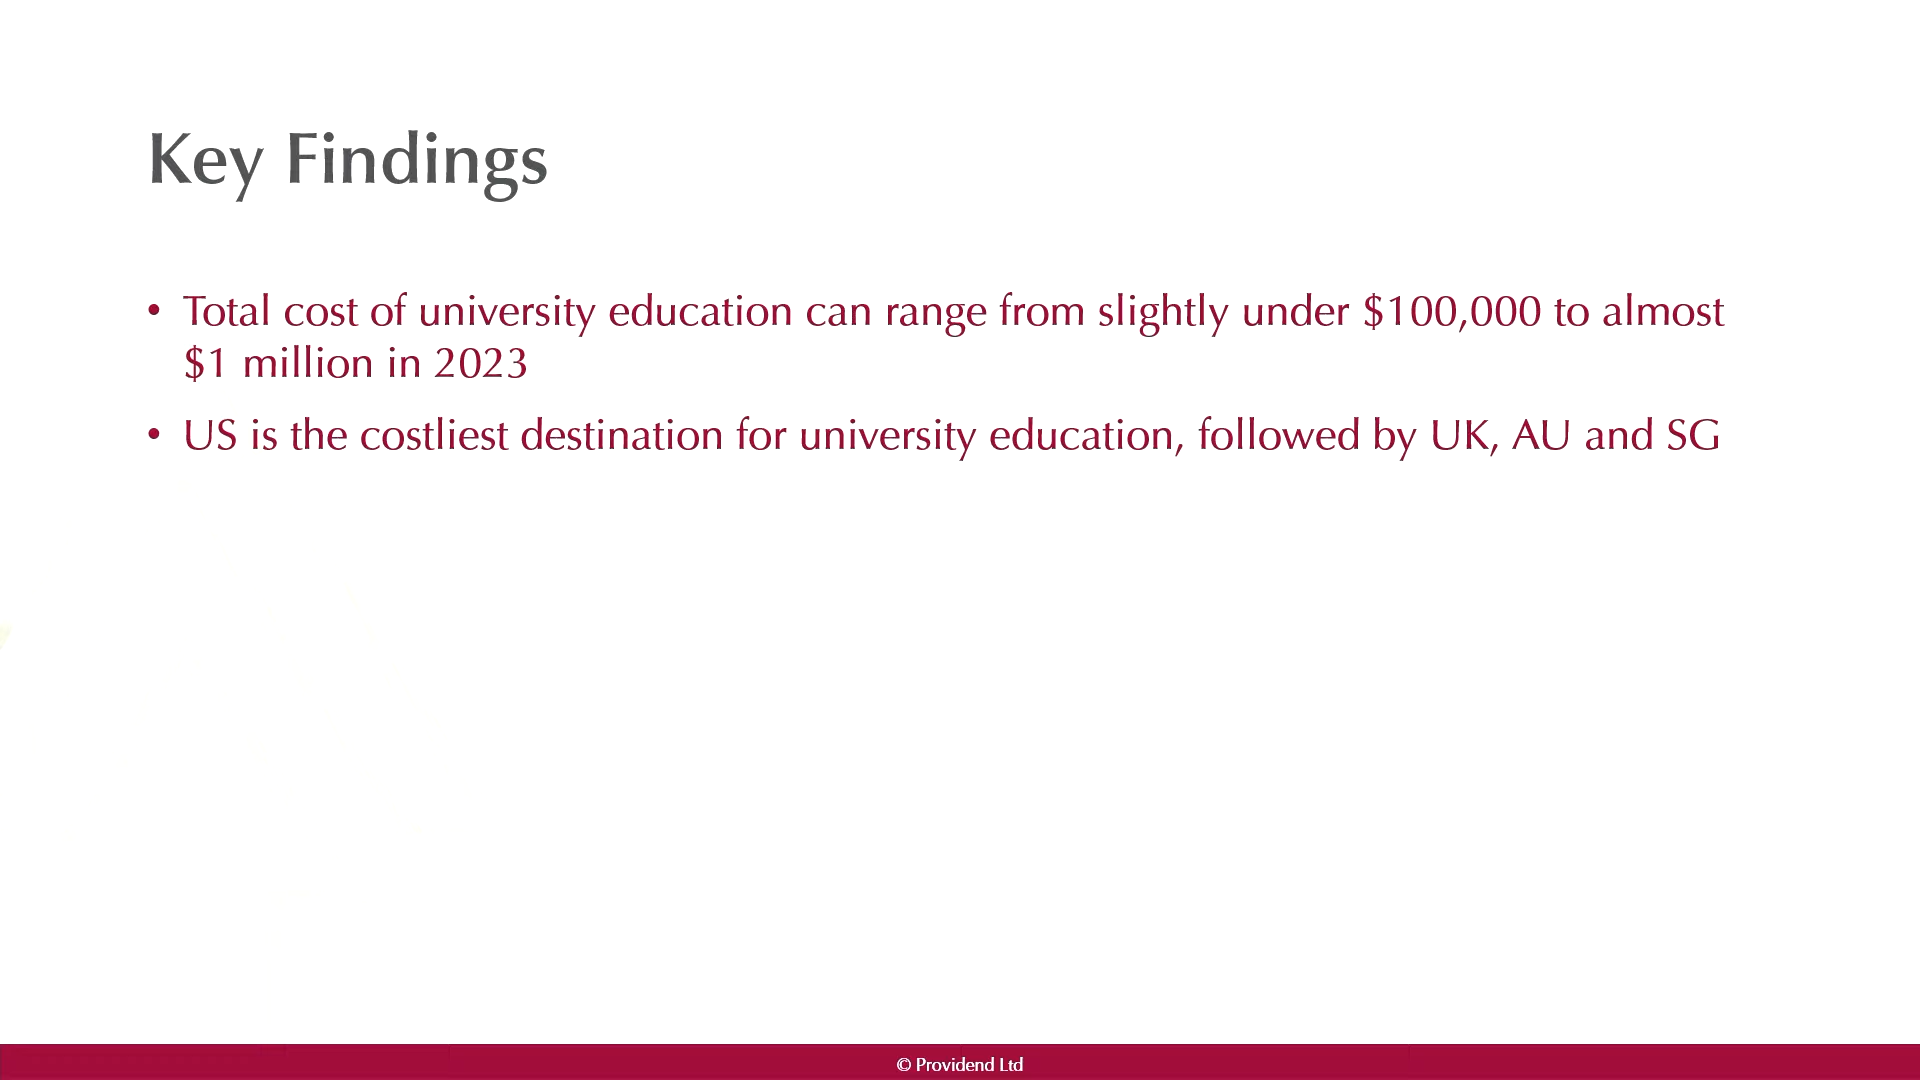 Key Findings
• Total cost of university education can range from slightly under $100,000 to almost
$1 million in 2023
• US is the costliest destination for university education, followed by UK, AU and SG
© Providend Ltd